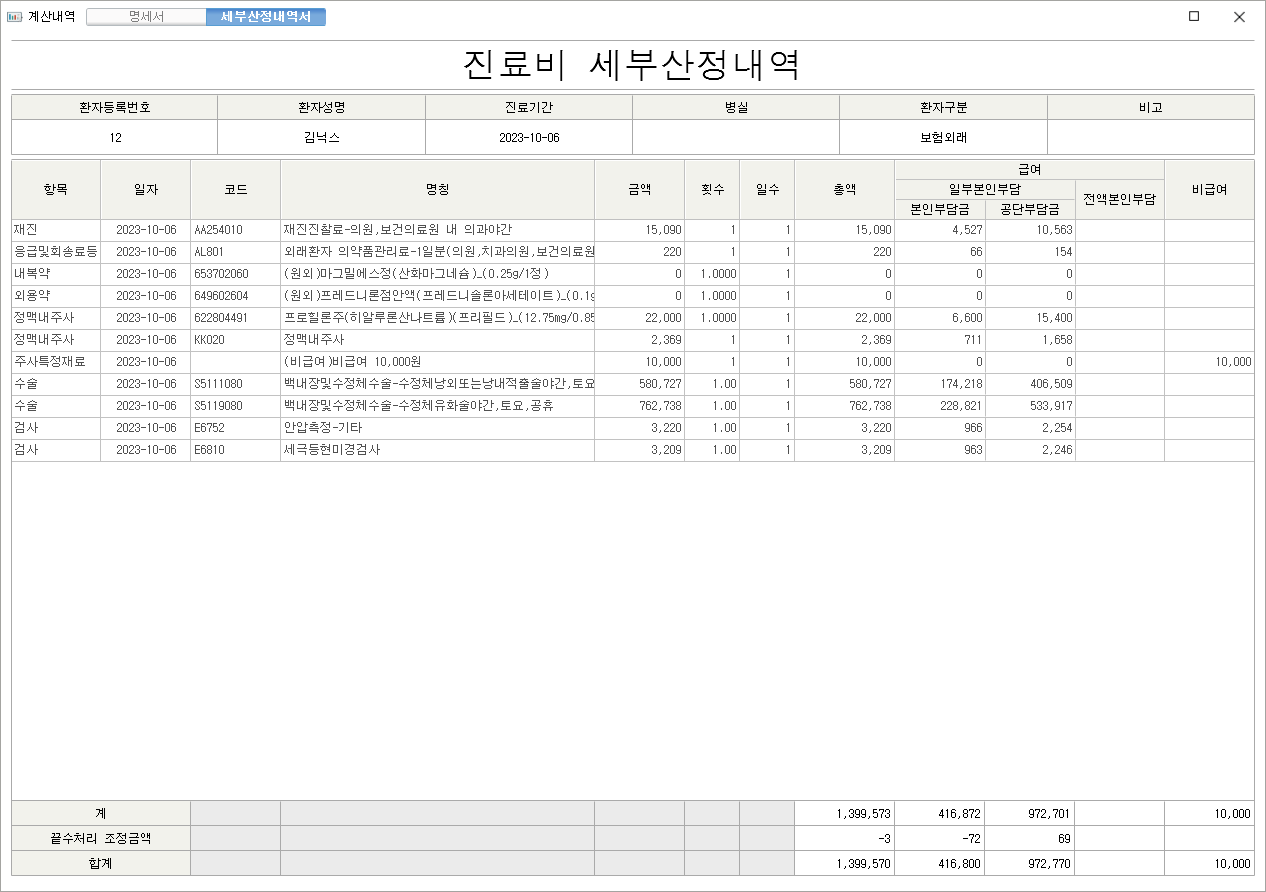 계산내역 명세서 세부산정내역서
진료비 세부산정내역
환자등록번호 환자성명 진료기간 병실 환자구분 비고
12 김닉스 2023-10-06 보험외래
항목 일자 코드 명칭 금액 횟수 일수 총액 급여 비급여
일부본인부담 전액본인부담
본인부담금 공단부담금
재진 2023-10-06 AA254010 재진진찰료-의원,보건의료원 내 의과야간 15,090 1 1 15,090 4,527 10,563
응급및회송료등 2023-10-06 AL801 외래환자 의약품관리료-1일분(의원,치과의원,보건의료원 220 1 1 220 66 154
내복약 2023-10-06 653702060 (원외)마그밀에스정(산화마그네슘)_(0.25g/1정) 0 1.0000 1 0 0 0
외용약 2023-10-06 649602604 (원외)프레드니론점안액(프레드니솔론아세테이트)_(0.1g 0 1.0000 1 0 0 0
정맥내주사 2023-10-06 622804491 프로힐론주(히알루론산나트륨)(프리필드)_(12.75mg/0.85 22,000 1.0000 1 22,000 6,600 15,400
정맥내주사 2023-10-06 KK020 정맥내주사 2,369 1 1 2,369 711 1,658
주사특정재료 2023-10-06 (비급여)비급여 10,000원 10,000 1 1 10,000 0 0 10,000
수술 2023-10-06 S5111080 백내장및수정체수술-수정체낭외또는낭내적출술야간,토요 580,727 1.00 1 580,727 174,218 406,509
수술 2023-10-06 S5119080 백내장및수정체수술-수정체유화술야간,토요,공휴 762,738 1.00 1 762,738 228,821 533,917
검사 2023-10-06 E6752 안압측정-기타 3,220 1.00 1 3,220 966 2,254
검사 2023-10-06 E6810 세극등현미경검사 3,209 1.00 1 3,209 963 2,246
계 1,399,573 416,872 972,701 10,000
끝수처리 조정금액 -3 -72 69
합계 1,399,570 416,800 972,770 10,000